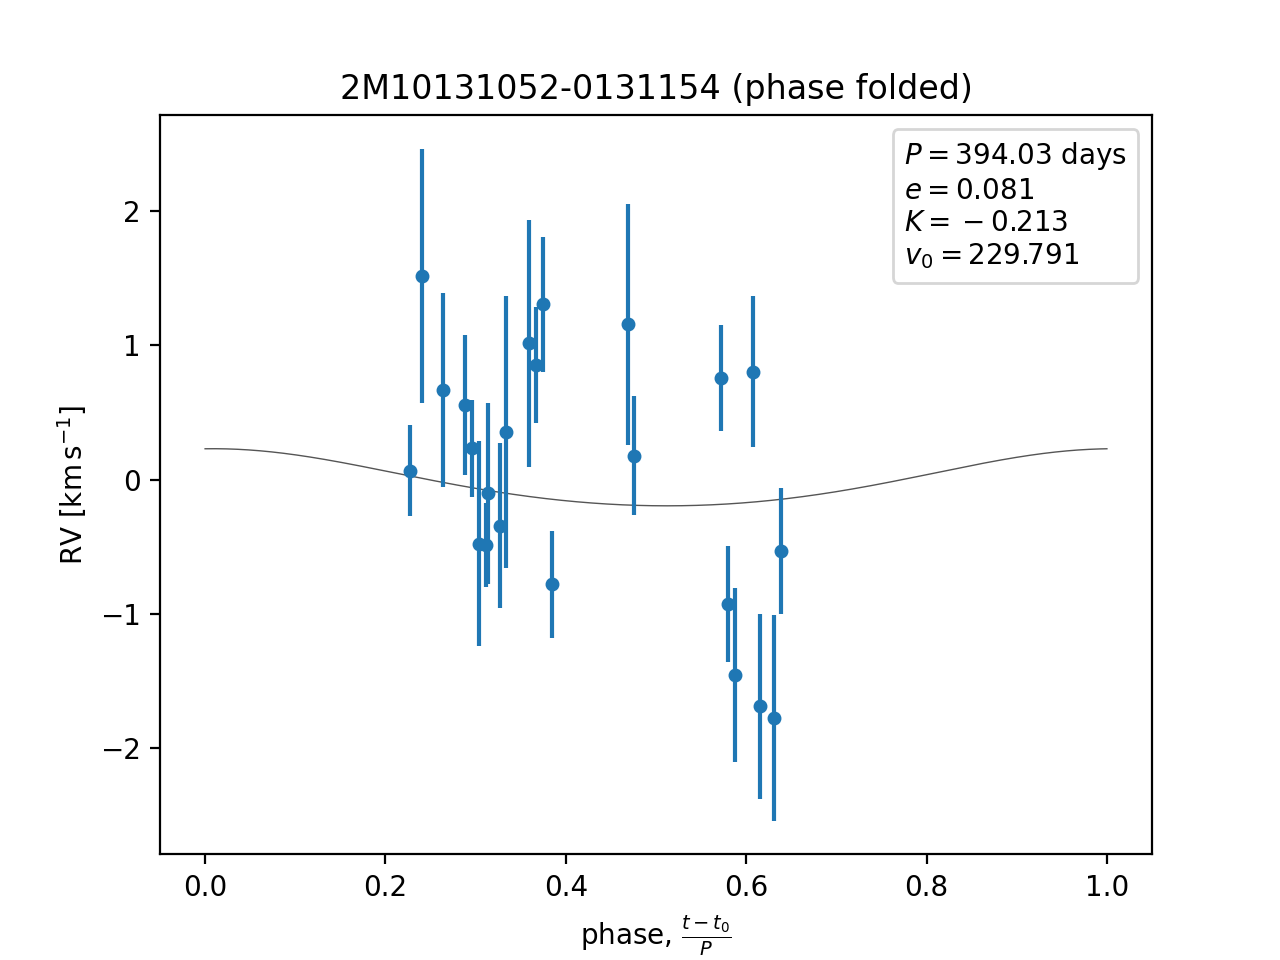 2M10131052-0131154 (phase folded)
P = 394.03 days
e = 0.081
K = −0.213
v₀ = 229.791
RV [km s⁻¹]
2
1
0
−1
−2
0.0 0.2 0.4 0.6 0.8 1.0
phase, (t − t₀)/P